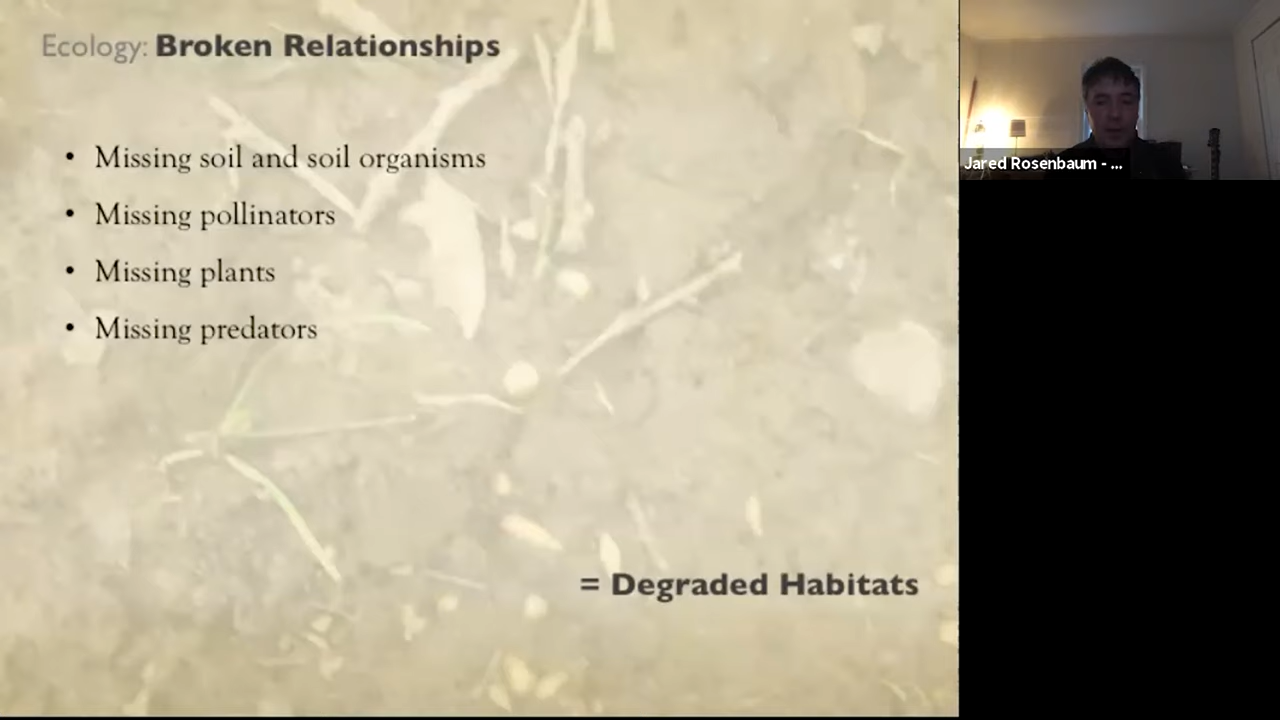 Ecology: Broken Relationships
• Missing soil and soil organisms
• Missing pollinators
• Missing plants
• Missing predators
= Degraded Habitats
Jared Rosenbaum - ...